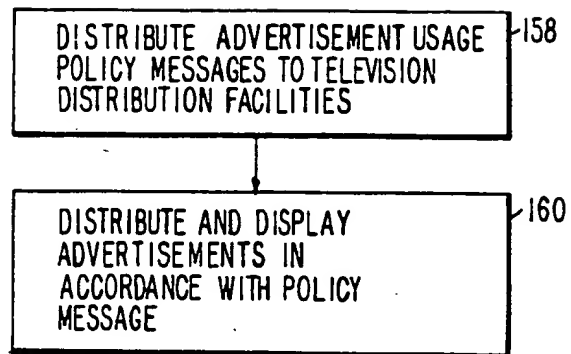 DISTRIBUTE ADVERTISEMENT USAGE
POLICY MESSAGES TO TELEVISION
DISTRIBUTION FACILITIES
158
DISTRIBUTE AND DISPLAY
ADVERTISEMENTS IN
ACCORDANCE WITH POLICY
MESSAGE
160